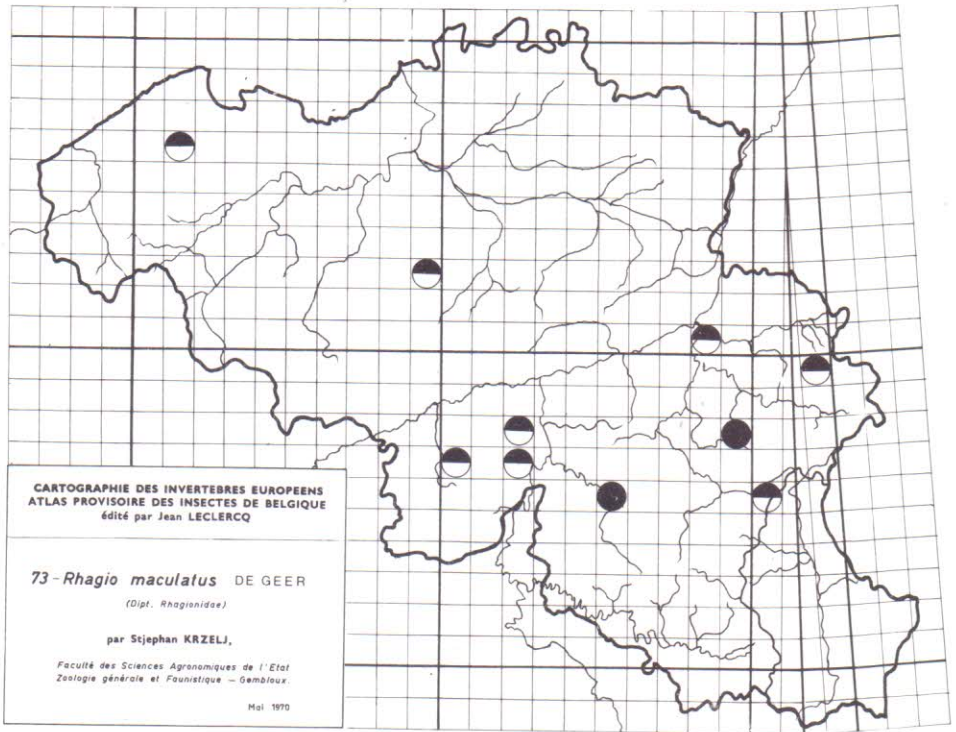 CARTOGRAPHIE DES INVERTEBRES EUROPEENS
ATLAS PROVISOIRE DES INSECTES DE BELGIQUE
édité par Jean LECLERCQ
73 - Rhagio maculatus DE GEER
(Dipt. Rhagionidae)
par Stjephan KRZELJ,
Faculté des Sciences Agronomiques de l'Etat
Zoologie générale et Faunistique — Gembloux.
Mai 1970